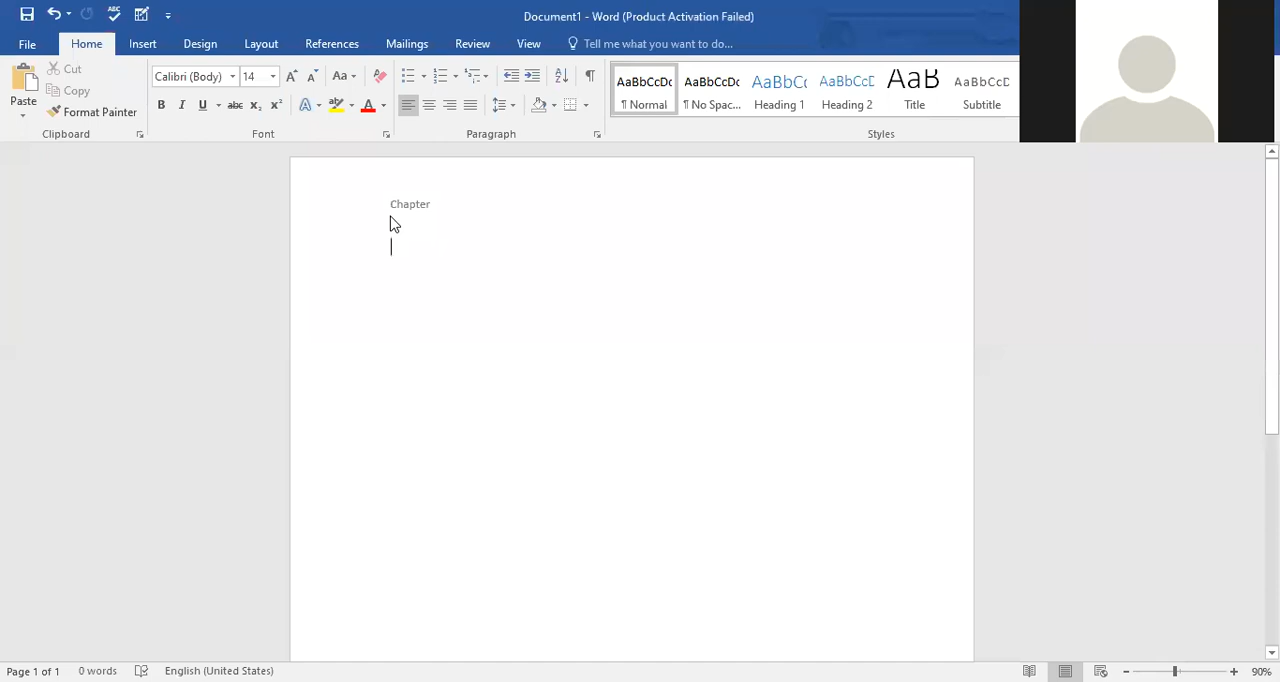 Document1 - Word (Product Activation Failed)
File Home Insert Design Layout References Mailings Review View Tell me what you want to do...
Paste
Cut
Copy
Format Painter
Clipboard
Calibri (Body) 14
Font
Paragraph
AaBbCcDc AaBbCcDc AaBbCc AaBbCcD AaB AaBbCcD
¶ Normal ¶ No Spac... Heading 1 Heading 2 Title Subtitle
Styles
Chapter
Page 1 of 1 0 words English (United States) 90%